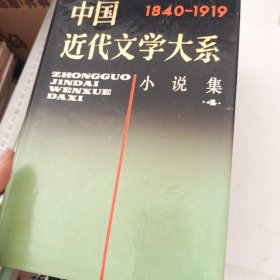 中国 1840-1919
近代文学大系
ZHONGGUO
JINDAI
WENXUE
DAXI
小说集
·4·